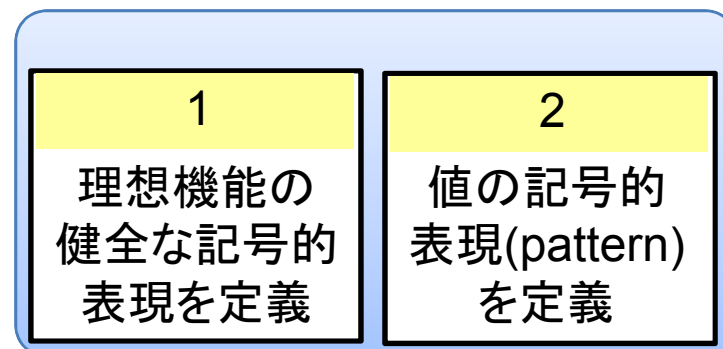 1
理想機能の
健全な記号的
表現を定義
2
値の記号的
表現(pattern)
を定義